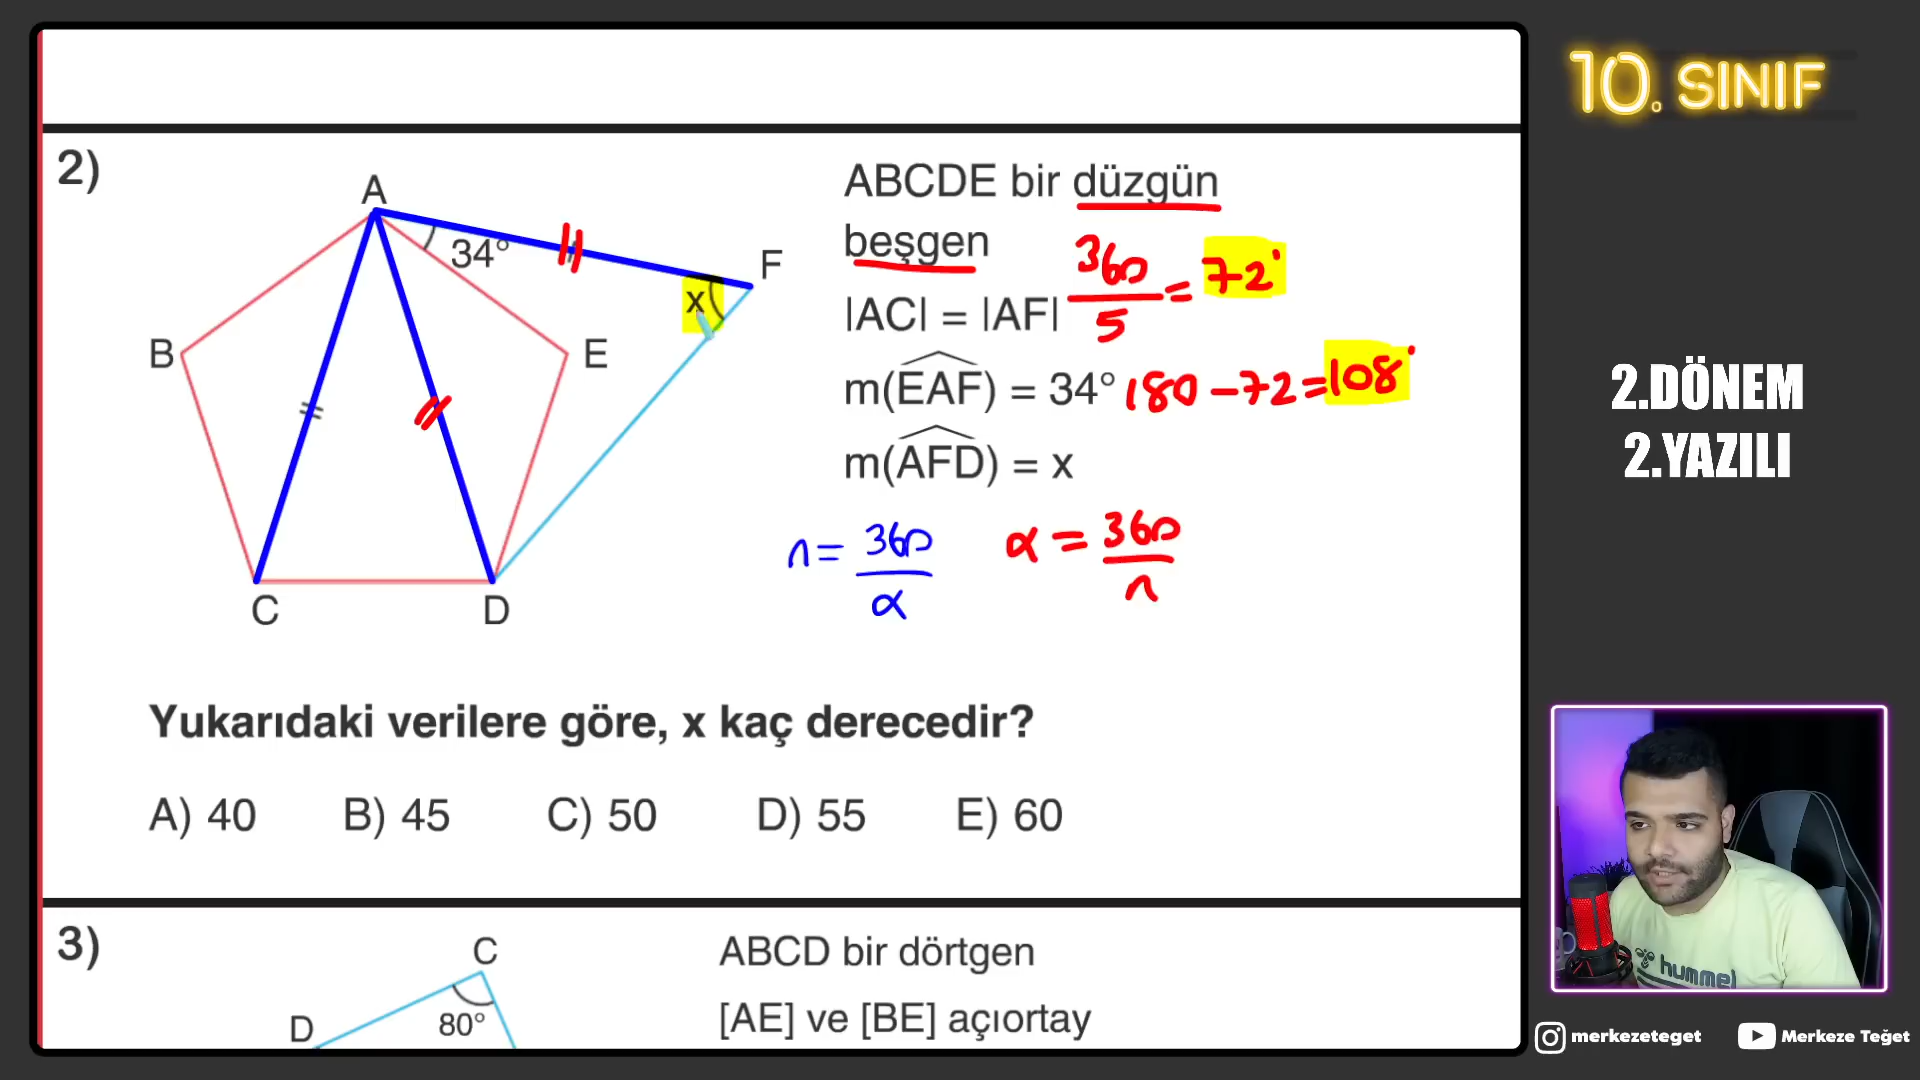 10. SINIF
2)
A
34°
F
x
B
E
C
D
ABCDE bir düzgün
beşgen
360/5 = 72°
|AC| = |AF|
m(EAF) = 34°
180 - 72 = 108°
m(AFD) = x
n = 360/α
α = 360/n
Yukarıdaki verilere göre, x kaç derecedir?
A) 40 B) 45 C) 50 D) 55 E) 60
2.DÖNEM
2.YAZILI
3)
C
D
80°
ABCD bir dörtgen
[AE] ve [BE] açıortay
hummel
merkezeteget
Merkeze Teğet